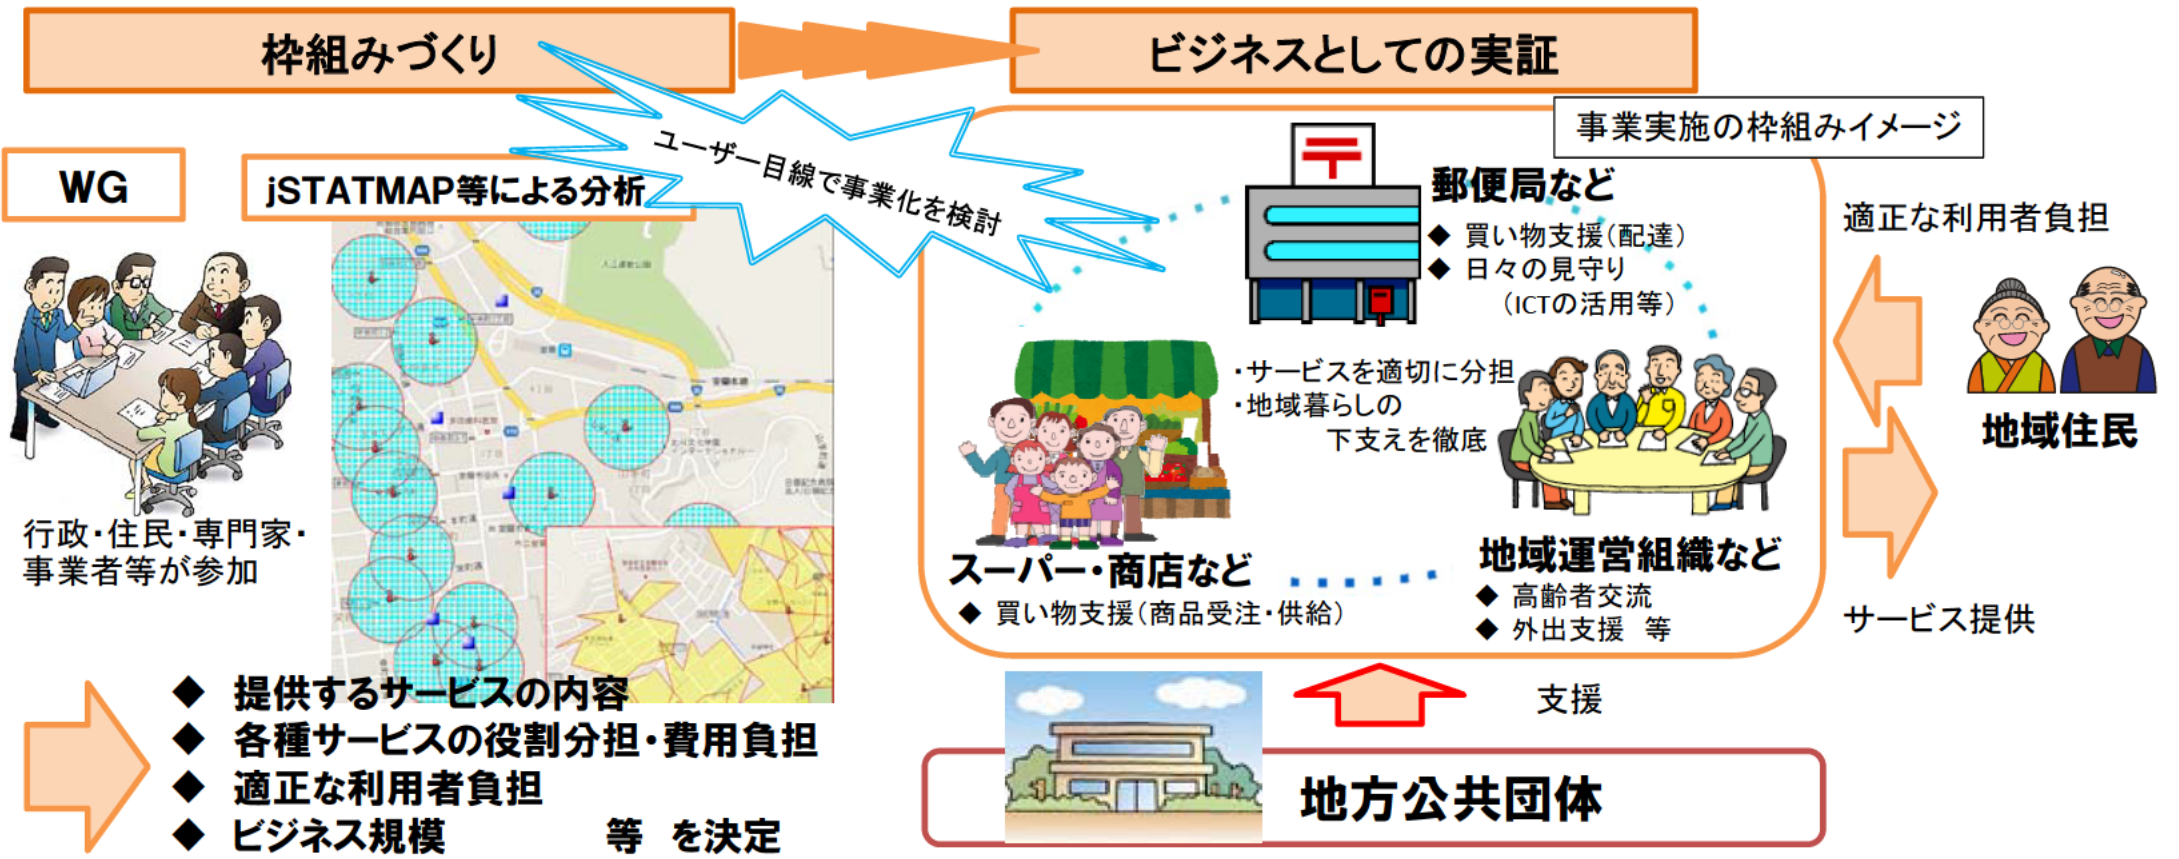 枠組みづくり
ビジネスとしての実証
ユーザー目線で事業化を検討
事業実施の枠組みイメージ
WG
jSTATMAP等による分析
行政・住民・専門家・
事業者等が参加
◆ 提供するサービスの内容
◆ 各種サービスの役割分担・費用負担
◆ 適正な利用者負担
◆ ビジネス規模 等 を決定
郵便局など
◆ 買い物支援(配達)
◆ 日々の見守り
(ICTの活用等)
・サービスを適切に分担
・地域暮らしの
下支えを徹底
スーパー・商店など
◆ 買い物支援(商品受注・供給)
地域運営組織など
◆ 高齢者交流
◆ 外出支援 等
適正な利用者負担
地域住民
サービス提供
支援
地方公共団体